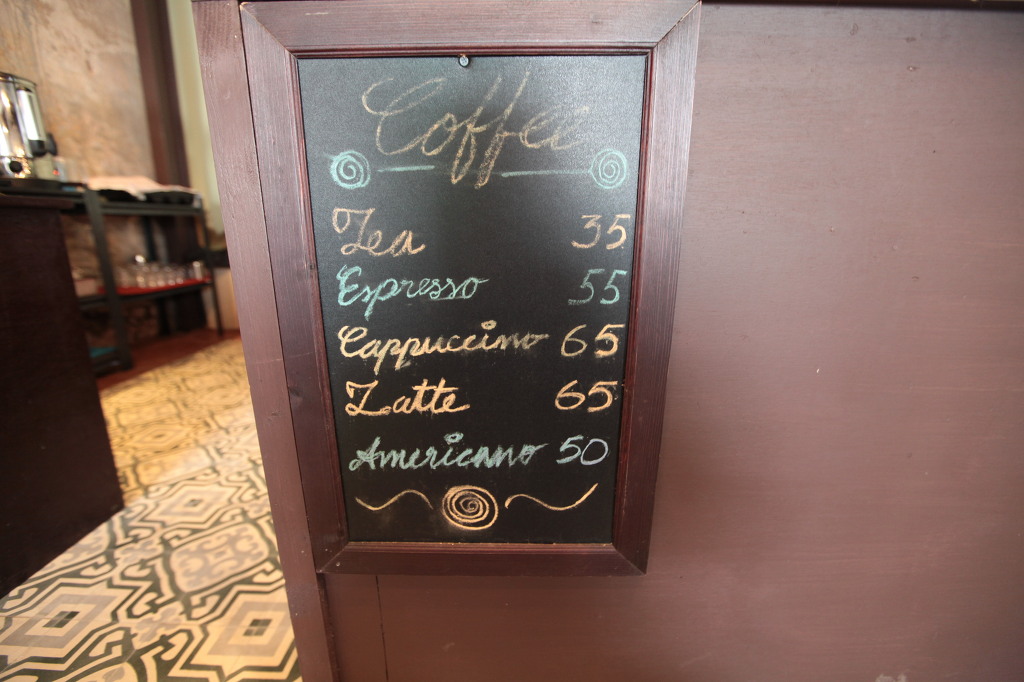 Coffee
Tea 35
Espresso 55
Cappuccino 65
Latte 65
Americano 50